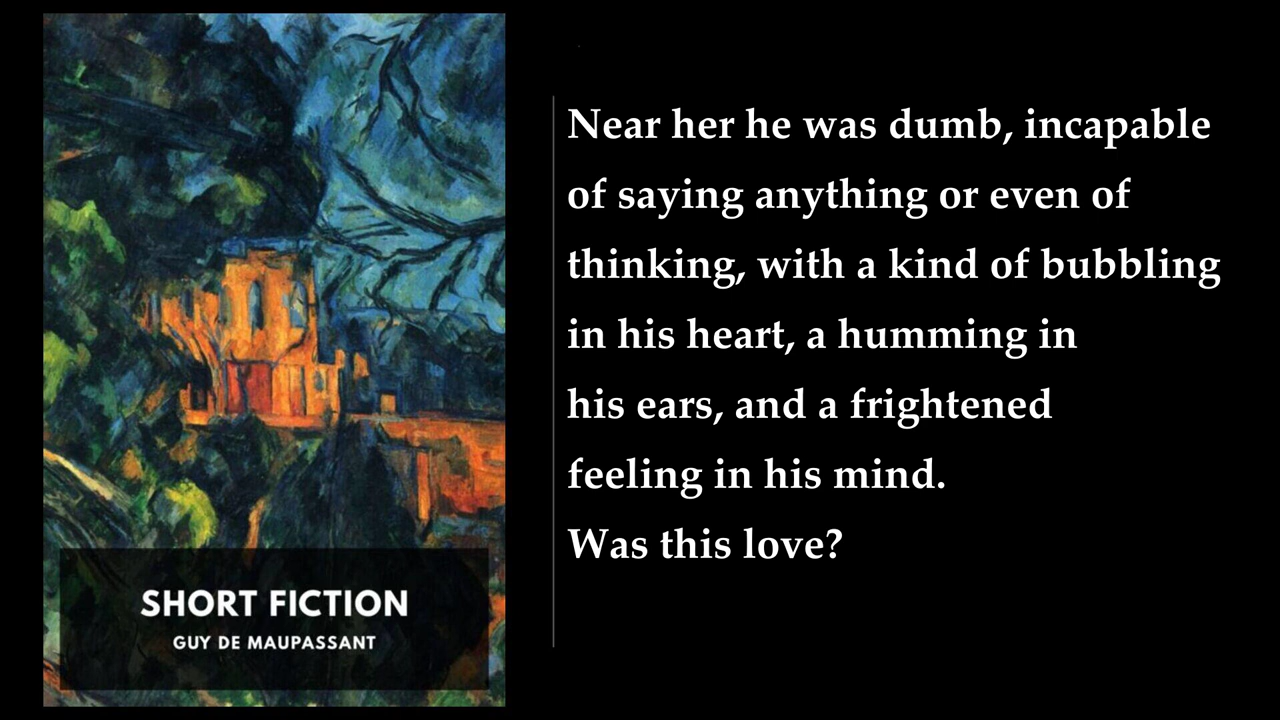 Near her he was dumb, incapable
of saying anything or even of
thinking, with a kind of bubbling
in his heart, a humming in
his ears, and a frightened
feeling in his mind.
Was this love?
SHORT FICTION
GUY DE MAUPASSANT